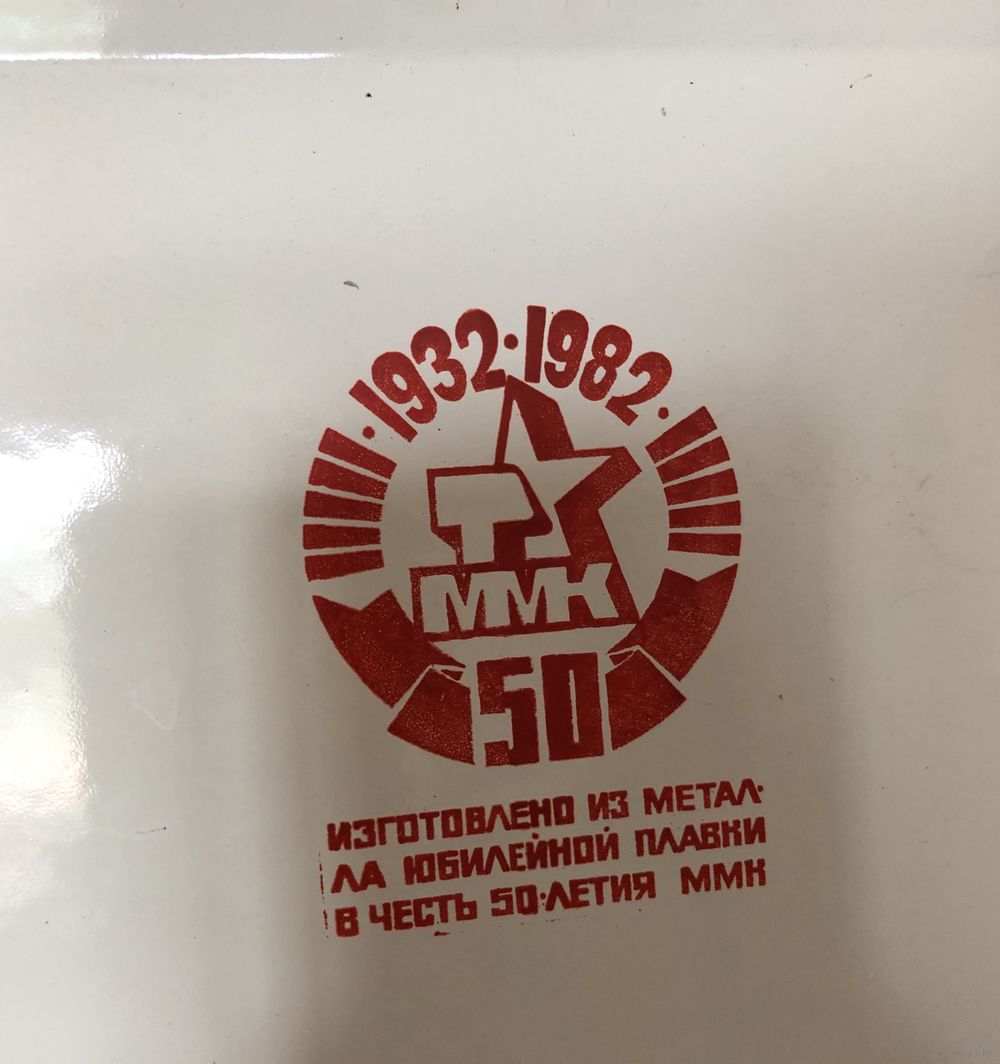 1932·1982
ММК
50
ИЗГОТОВЛЕНО ИЗ МЕТАЛ-
ЛА ЮБИЛЕЙНОЙ ПЛАВКИ
В ЧЕСТЬ 50-ЛЕТИЯ ММК